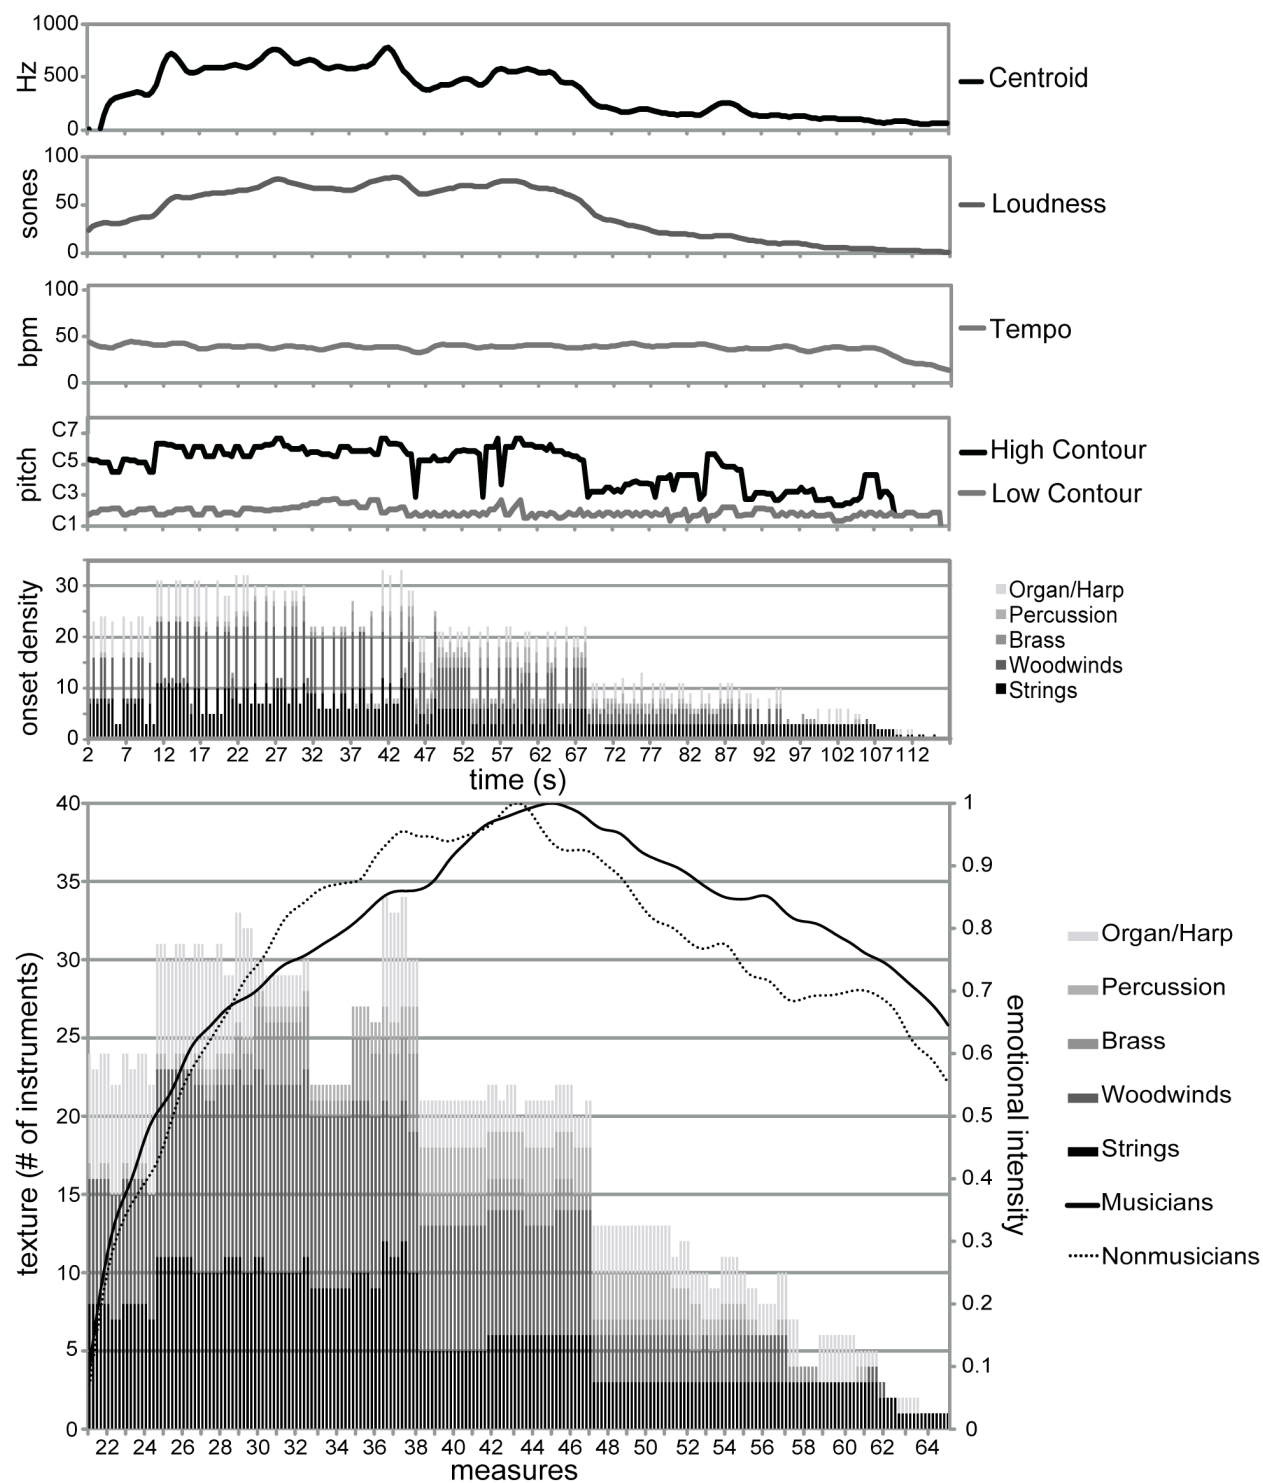 1000
Hz
500
0
Centroid
100
sones
50
0
Loudness
100
bpm
50
0
Tempo
C7
pitch
C5
C3
C1
High Contour
Low Contour
onset density
30
20
10
0
Organ/Harp
Percussion
Brass
Woodwinds
Strings
2 7 12 17 22 27 32 37 42 47 52 57 62 67 72 77 82 87 92 97 102 107 112
time (s)
texture (# of instruments)
40
35
30
25
20
15
10
5
0
1
0.9
0.8
0.7
0.6
0.5
0.4
0.3
0.2
0.1
0
emotional intensity
Organ/Harp
Percussion
Brass
Woodwinds
Strings
Musicians
Nonmusicians
22 24 26 28 30 32 34 36 38 40 42 44 46 48 50 52 54 56 58 60 62 64
measures